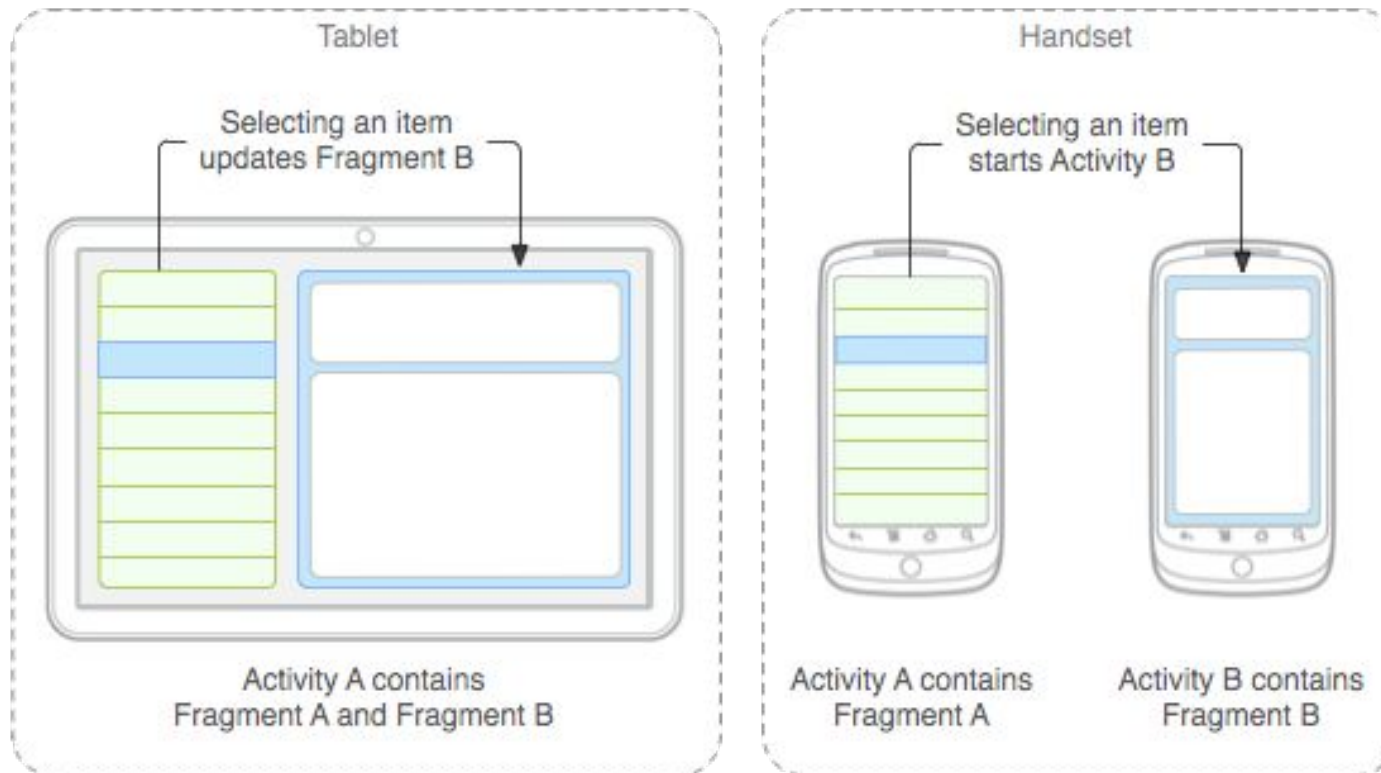 Tablet
Selecting an item
updates Fragment B
Activity A contains
Fragment A and Fragment B
Handset
Selecting an item
starts Activity B
Activity A contains
Fragment A
Activity B contains
Fragment B